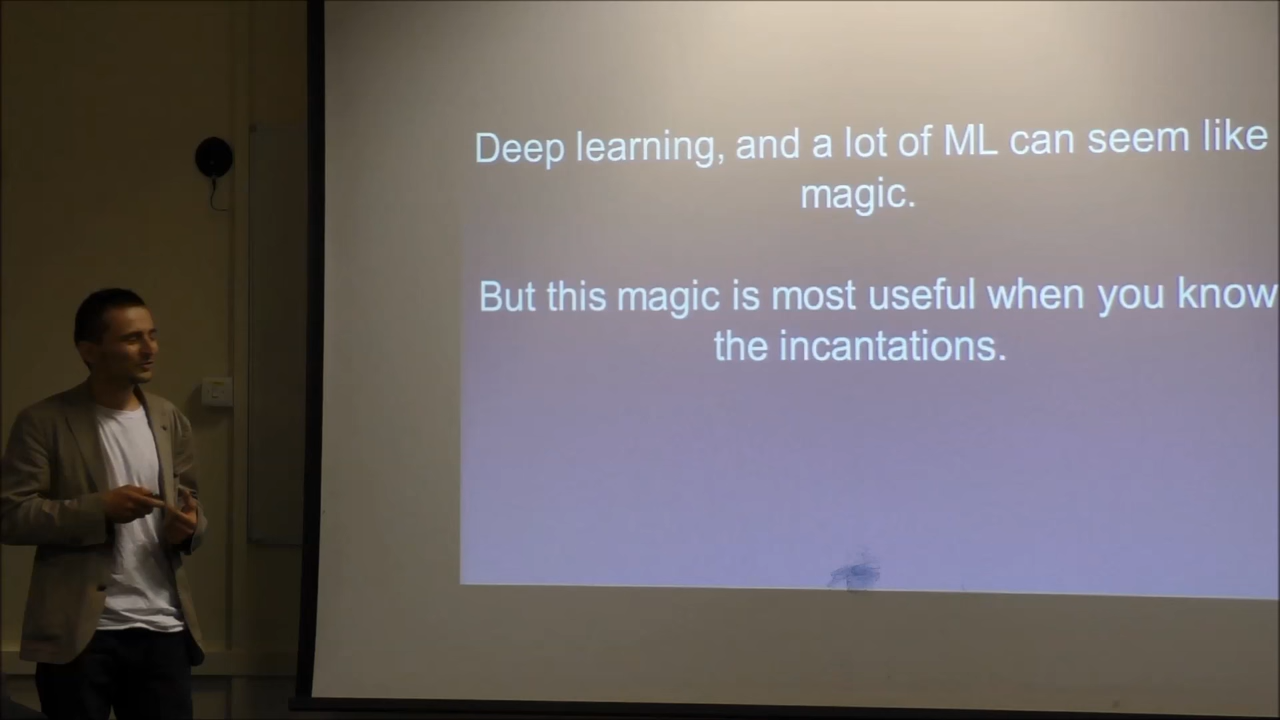 Deep learning, and a lot of ML can seem like
magic.
But this magic is most useful when you know
the incantations.